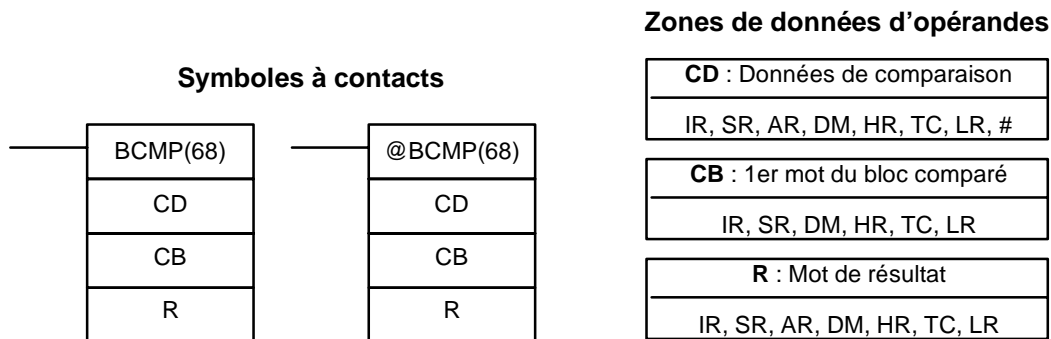 Zones de données d’opérandes
Symboles à contacts
BCMP(68)
CD
CB
R
@BCMP(68)
CD
CB
R
CD : Données de comparaison
IR, SR, AR, DM, HR, TC, LR, #
CB : 1er mot du bloc comparé
IR, SR, DM, HR, TC, LR
R : Mot de résultat
IR, SR, AR, DM, HR, TC, LR